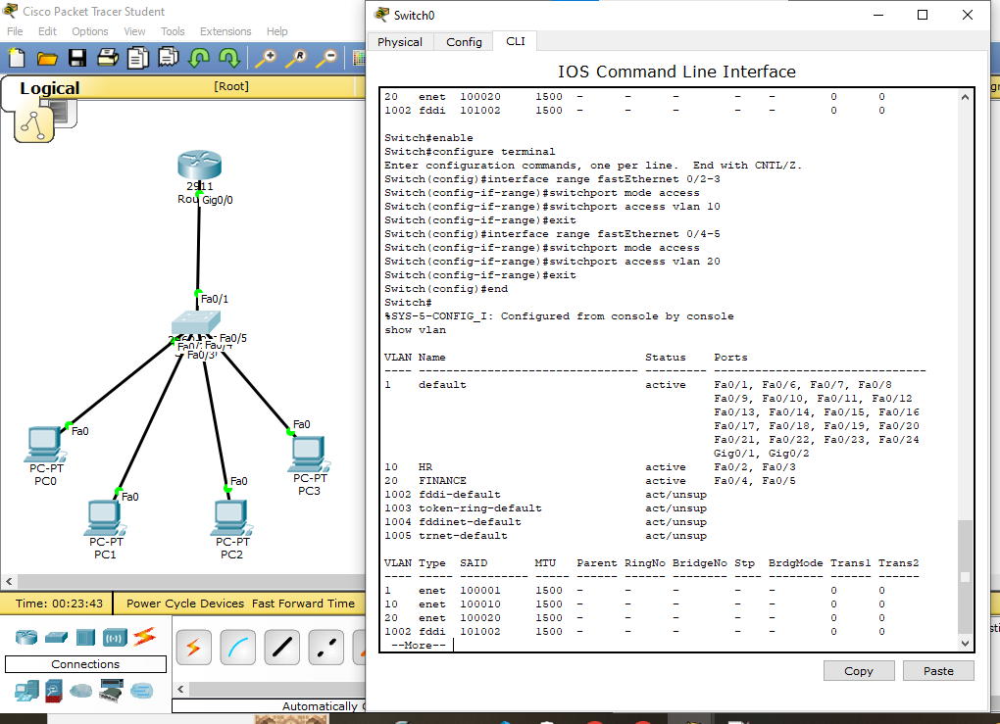 Cisco Packet Tracer Student
File Edit Options View Tools Extensions Help
Logical
[Root]
2911
Rou Gig0/0
Fa0/1
Fa0/5
Fa0/4
Fa0/3
Fa0
PC-PT
PC0
Fa0
PC-PT
PC1
Fa0
PC-PT
PC2
Fa0
PC-PT
PC3
Time: 00:23:43 Power Cycle Devices Fast Forward Time
Connections
Automatically
Switch0
Physical Config CLI
IOS Command Line Interface
20 enet 100020 1500 - - - - - 0 0
1002 fddi 101002 1500 - - - - - 0 0
Switch#enable
Switch#configure terminal
Enter configuration commands, one per line. End with CNTL/Z.
Switch(config)#interface range fastEthernet 0/2-3
Switch(config-if-range)#switchport mode access
Switch(config-if-range)#switchport access vlan 10
Switch(config-if-range)#exit
Switch(config)#interface range fastEthernet 0/4-5
Switch(config-if-range)#switchport mode access
Switch(config-if-range)#switchport access vlan 20
Switch(config-if-range)#exit
Switch(config)#end
Switch#
%SYS-5-CONFIG_I: Configured from console by console
show vlan
VLAN Name Status Ports
---- -------------------------------- --------- -------------------------------
1 default active Fa0/1, Fa0/6, Fa0/7, Fa0/8
Fa0/9, Fa0/10, Fa0/11, Fa0/12
Fa0/13, Fa0/14, Fa0/15, Fa0/16
Fa0/17, Fa0/18, Fa0/19, Fa0/20
Fa0/21, Fa0/22, Fa0/23, Fa0/24
Gig0/1, Gig0/2
10 HR active Fa0/2, Fa0/3
20 FINANCE active Fa0/4, Fa0/5
1002 fddi-default act/unsup
1003 token-ring-default act/unsup
1004 fddinet-default act/unsup
1005 trnet-default act/unsup
VLAN Type SAID MTU Parent RingNo BridgeNo Stp BrdgMode Trans1 Trans2
---- ----- ---------- ----- ------ ------ -------- ---- -------- ------ ------
1 enet 100001 1500 - - - - - 0 0
10 enet 100010 1500 - - - - - 0 0
20 enet 100020 1500 - - - - - 0 0
1002 fddi 101002 1500 - - - - - 0 0
--More--
Copy Paste